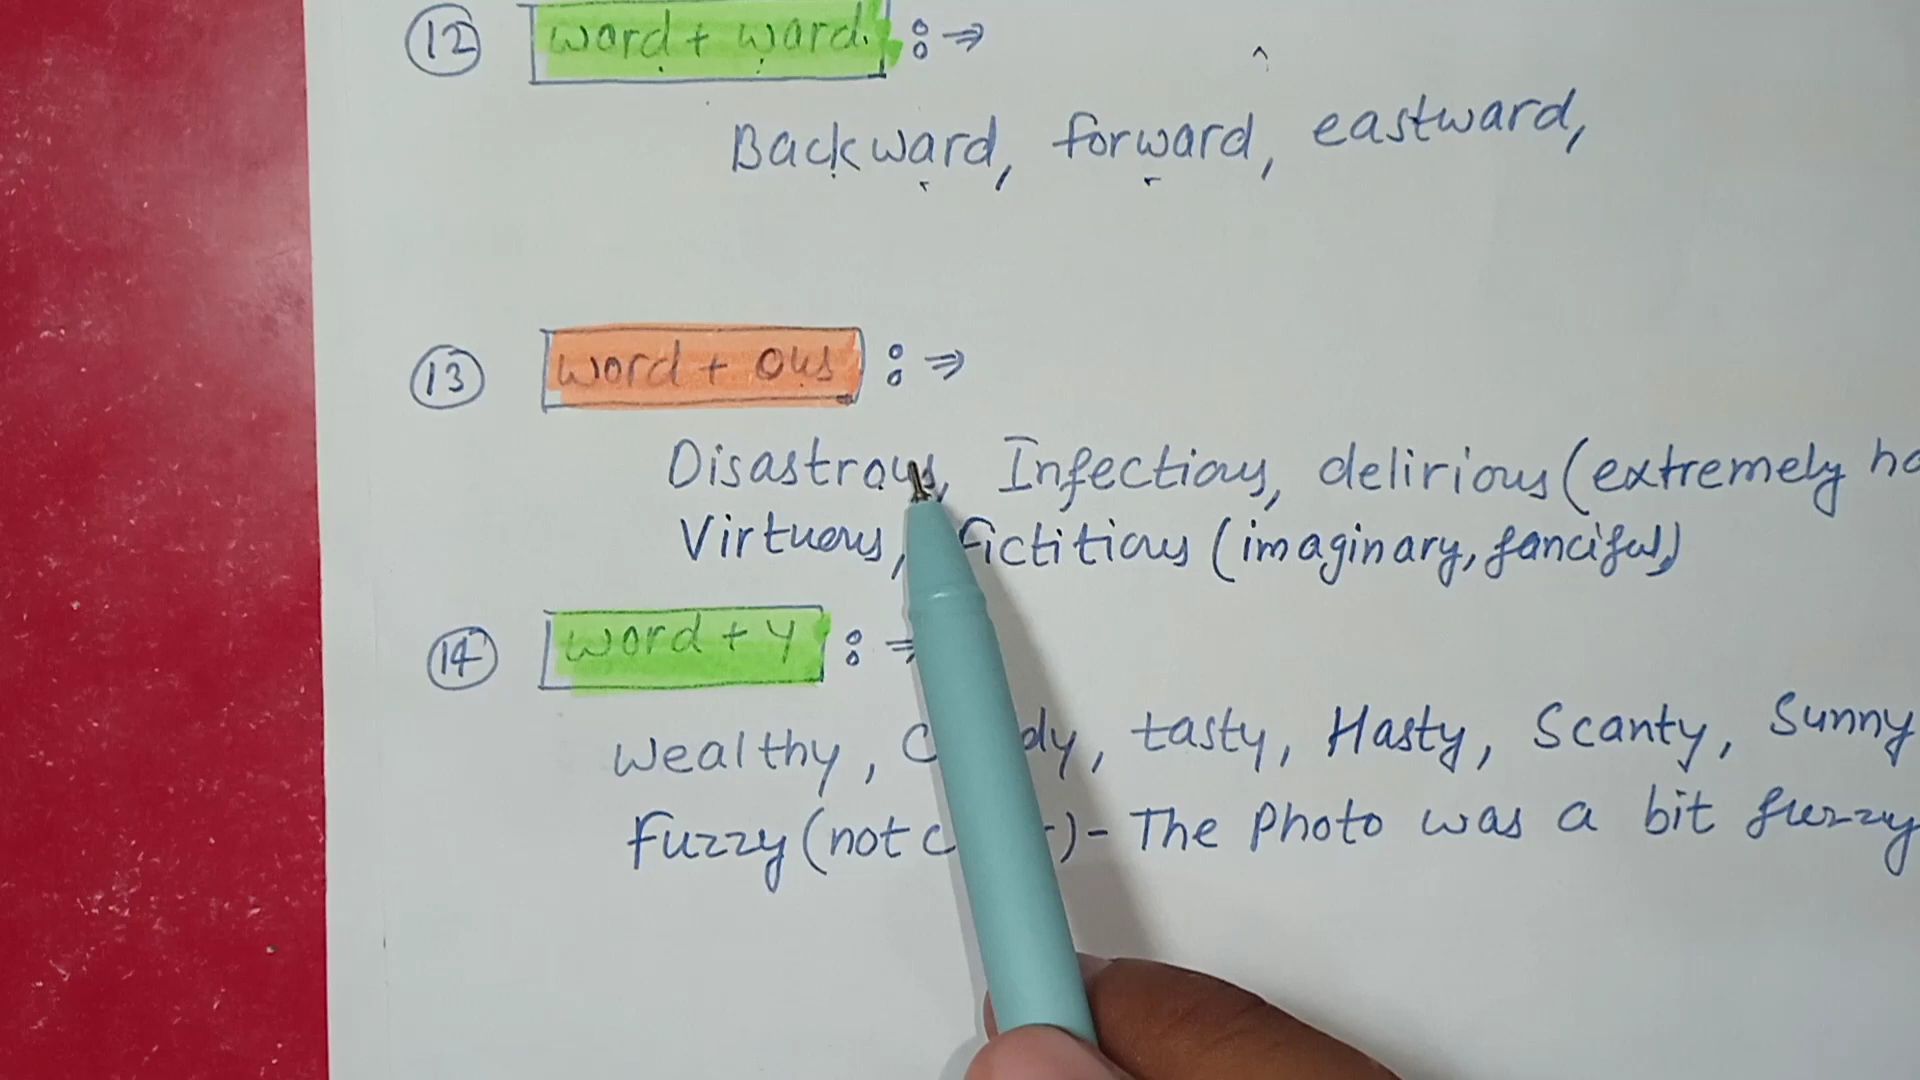 12 word + ward. : ⇒
Backward, forward, eastward,
13 word + ous : ⇒
Disastrous, Infectious, delirious (extremely
Virtuous, fictitious (imaginary, fanciful)
14 word + y : ⇒
Wealthy, tasty, Hasty, Scanty, Sunny
Fuzzy (not - The Photo was a bit fuzzy